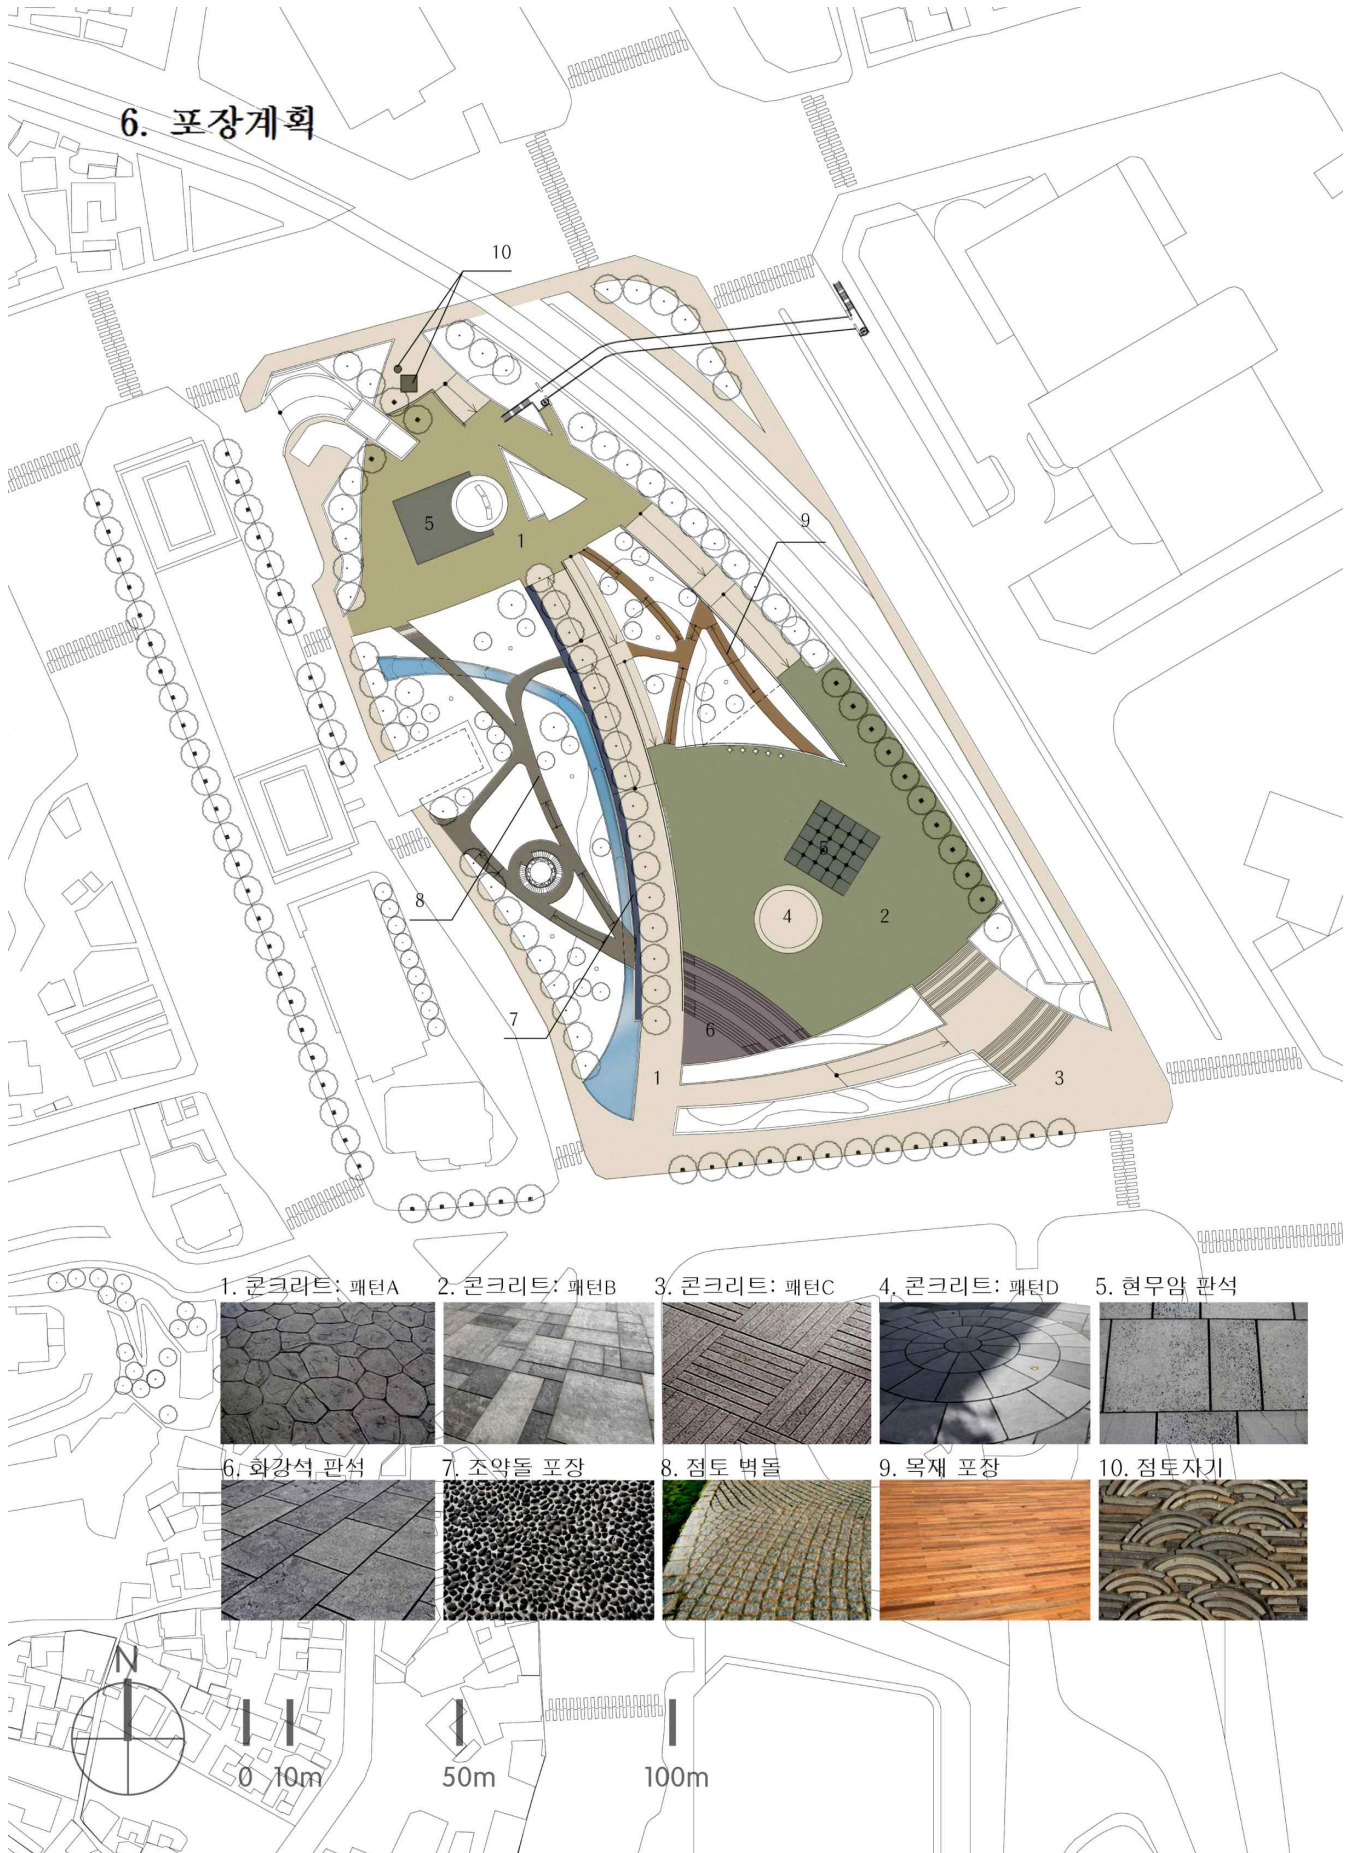 6. 포장계획
10
9
5
1
8
5
4
2
7
6
1
3
1. 콘크리트: 패턴A
2. 콘크리트: 패턴B
3. 콘크리트: 패턴C
4. 콘크리트: 패턴D
5. 현무암 판석
6. 화강석 판석
7. 조약돌 포장
8. 점토 벽돌
9. 목재 포장
10. 점토자기
N
0 10m 50m 100m